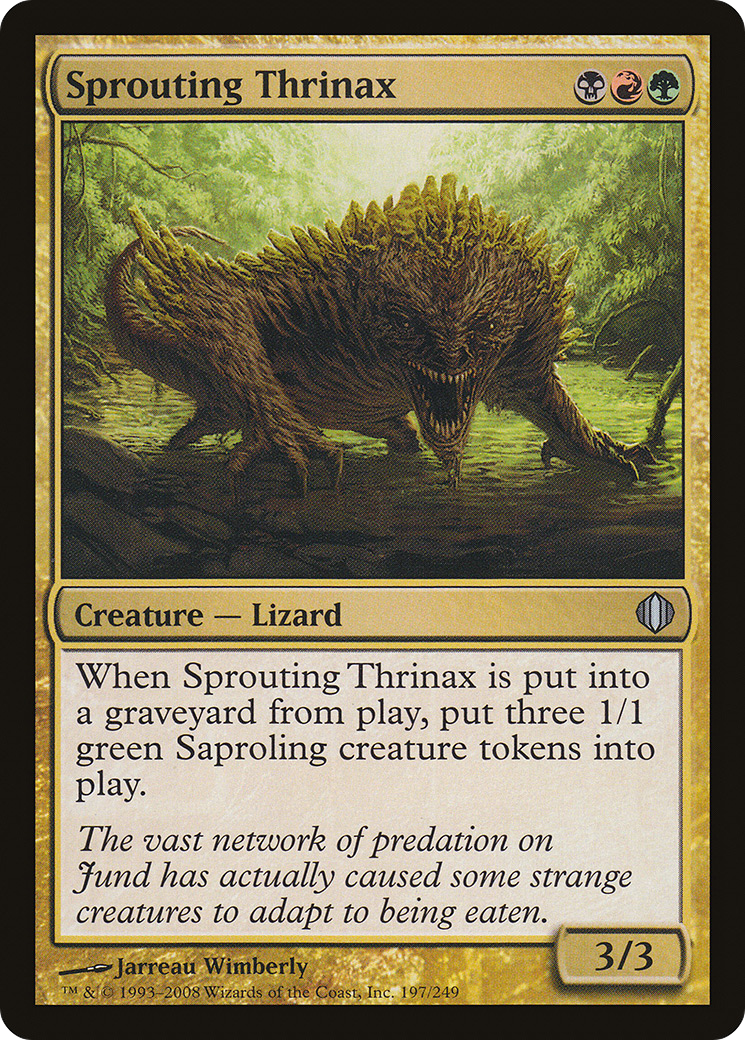 Sprouting Thrinax
Creature — Lizard
When Sprouting Thrinax is put into
a graveyard from play, put three 1/1
green Saproling creature tokens into
play.
The vast network of predation on
Jund has actually caused some strange
creatures to adapt to being eaten.
3/3
Jarreau Wimberly
™ & © 1993–2008 Wizards of the Coast, Inc. 197/249